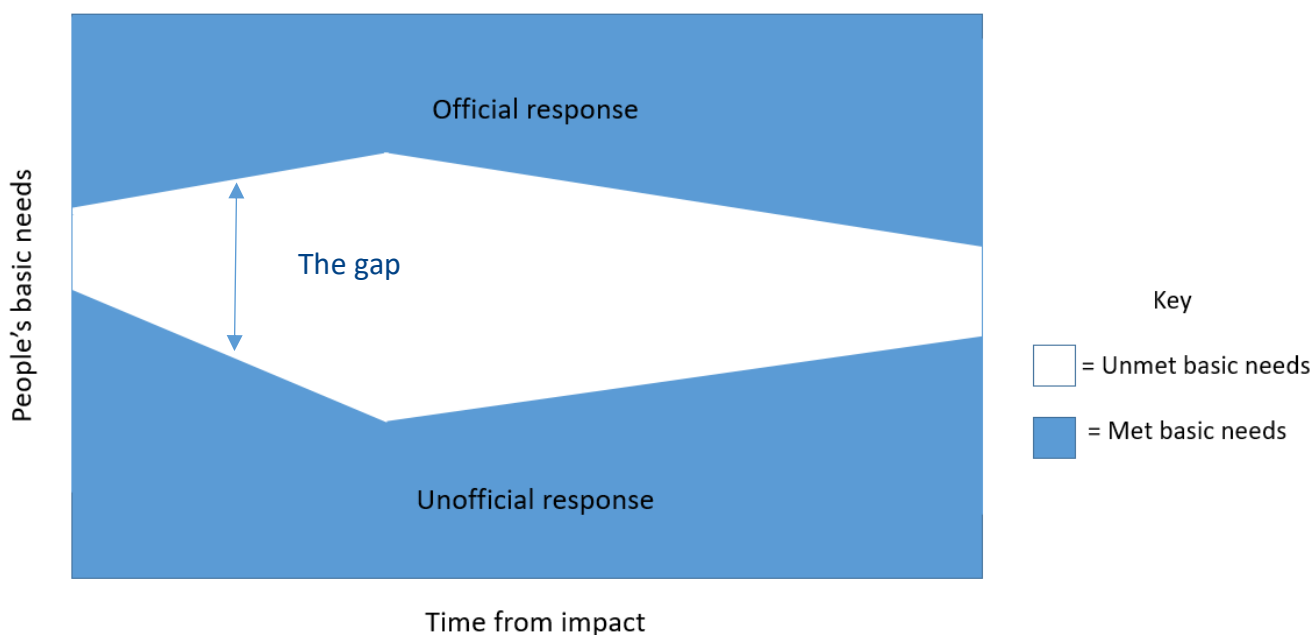 Official response
People’s basic needs
The gap
Unofficial response
Time from impact
Key
= Unmet basic needs
= Met basic needs